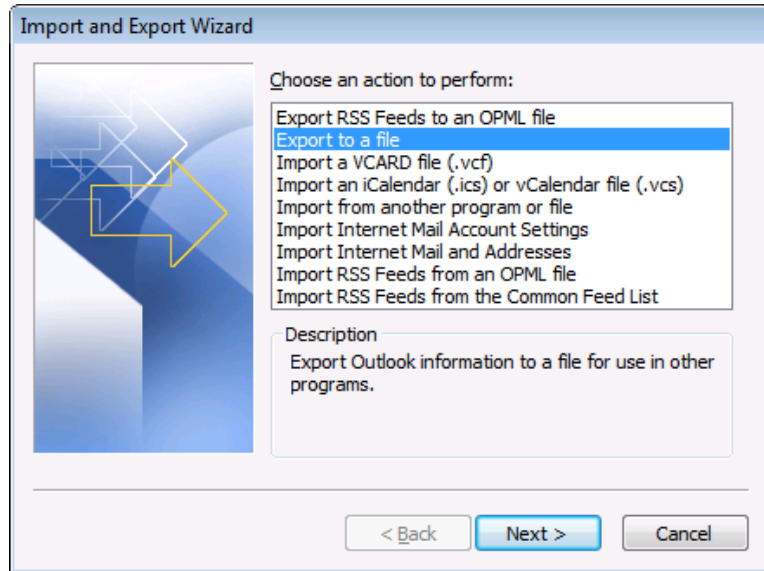 Import and Export Wizard
Choose an action to perform:
Export RSS Feeds to an OPML file
Export to a file
Import a VCARD file (.vcf)
Import an iCalendar (.ics) or vCalendar file (.vcs)
Import from another program or file
Import Internet Mail Account Settings
Import Internet Mail and Addresses
Import RSS Feeds from an OPML file
Import RSS Feeds from the Common Feed List
Description
Export Outlook information to a file for use in other
programs.
< Back Next > Cancel